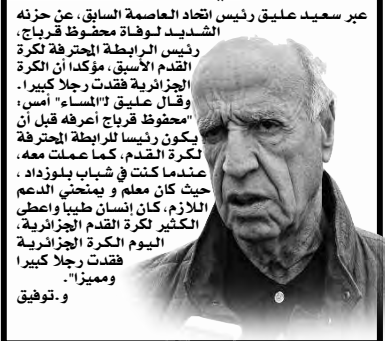 عبر سعيد عليق رئيس اتحاد العاصمة السابق، عن حزنه
الشديد لوفاة محفوظ قرباج،
رئيس الرابطة المحترفة لكرة
القدم الأسبق، مؤكدا أن الكرة
الجزائرية فقدت رجلا كبيرا.
وقال عليق لـ"المساء" أمس:
"محفوظ قرباج أعرفه قبل أن
يكون رئيسا للرابطة المحترفة
لكرة القدم، كما عملت معه،
عندما كنت في شباب بلوزداد ،
حيث كان معلم و يمنحني الدعم
اللازم، كان إنسان طيبا واعطى
الكثير لكرة القدم الجزائرية،
اليوم الكرة الجزائرية
فقدت رجلا كبيرا
ومميزا".
و.توفيق